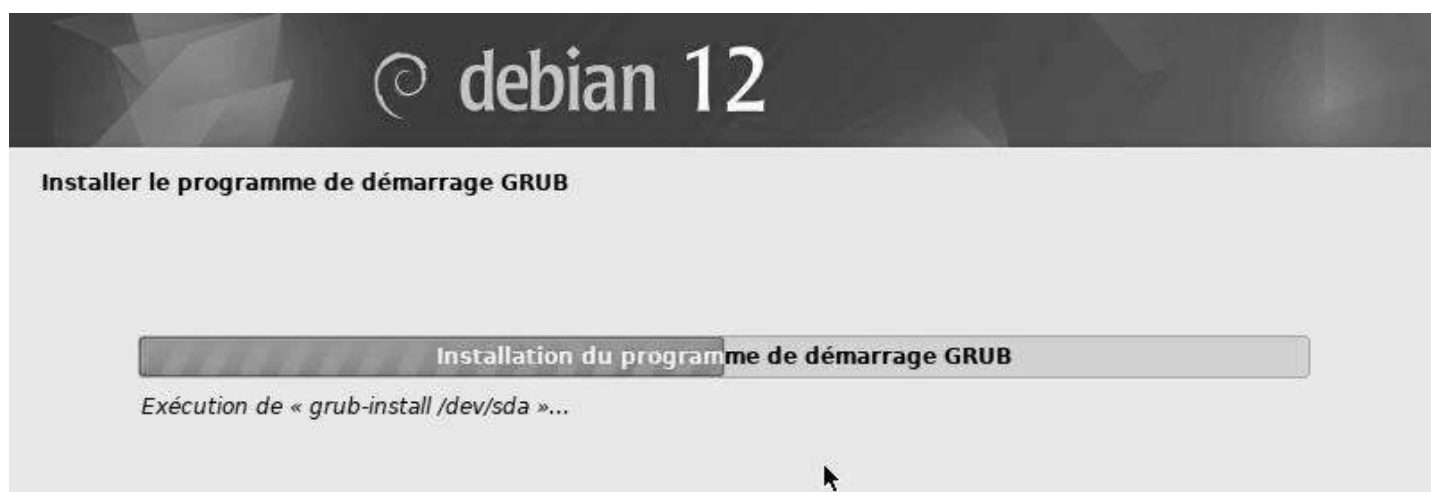 debian 12
Installer le programme de démarrage GRUB
Installation du programme de démarrage GRUB
Exécution de « grub-install /dev/sda »...